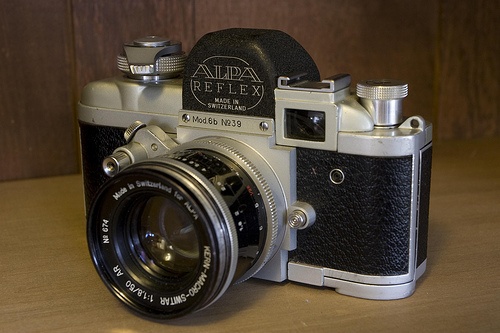 ALPA
REFLEX
MADE IN
SWITZERLAND
Mod.6b №39
Made in Switzerland for ALPA
№ 674
KERN-MACRO-SWITAR 1:1,8/50 AR